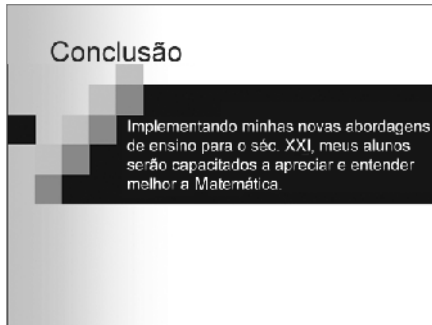 Conclusão
Implementando minhas novas abordagens
de ensino para o séc. XXI, meus alunos
serão capacitados a apreciar e entender
melhor a Matemática.